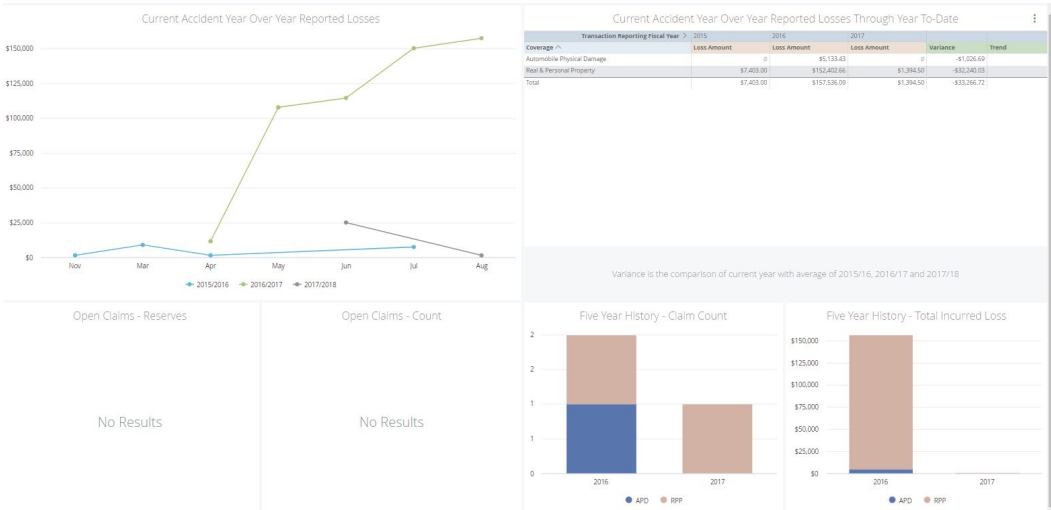 Current Accident Year Over Year Reported Losses
$150,000
$125,000
$100,000
$75,000
$50,000
$25,000
$0
Nov Mar Apr May Jun Jul Aug
2015/2016 2016/2017 2017/2018
Current Accident Year Over Year Reported Losses Through Year To-Date
Transaction Reporting Fiscal Year > 2015 2016 2017
Coverage ^ Loss Amount Loss Amount Loss Amount Variance Trend
Automobile Physical Damage 0 $5,133.43 0 -$1,026.69
Real & Personal Property $7,403.00 $152,402.66 $1,394.50 -$32,240.03
Total $7,403.00 $157,536.09 $1,394.50 -$33,266.72
Variance is the comparison of current year with average of 2015/16, 2016/17 and 2017/18
Open Claims - Reserves
No Results
Open Claims - Count
No Results
Five Year History - Claim Count
2
2
1
1
0
2016 2017
APD RPP
Five Year History - Total Incurred Loss
$150,000
$125,000
$100,000
$75,000
$50,000
$25,000
$0
2016 2017
APD RPP